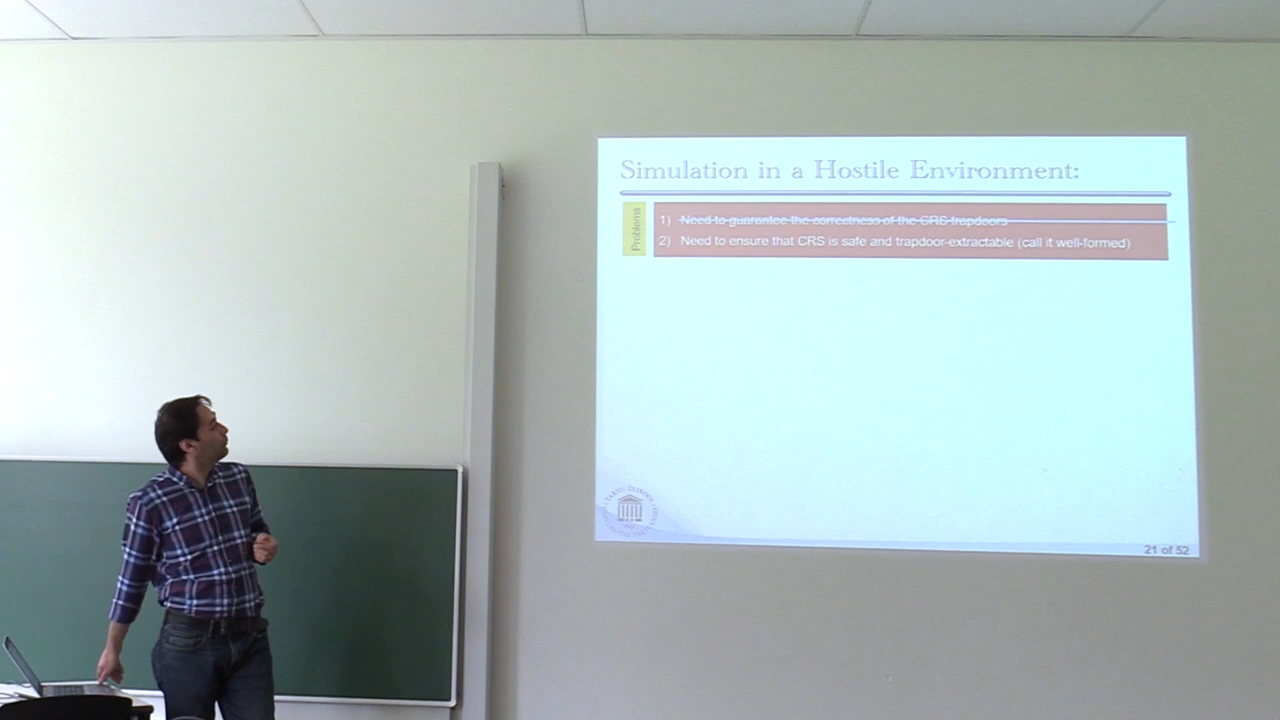 Simulation in a Hostile Environment:
Problems
1) Need to guarantee the correctness of the CRS trapdoors
2) Need to ensure that CRS is safe and trapdoor-extractable (call it well-formed)
21 of 52